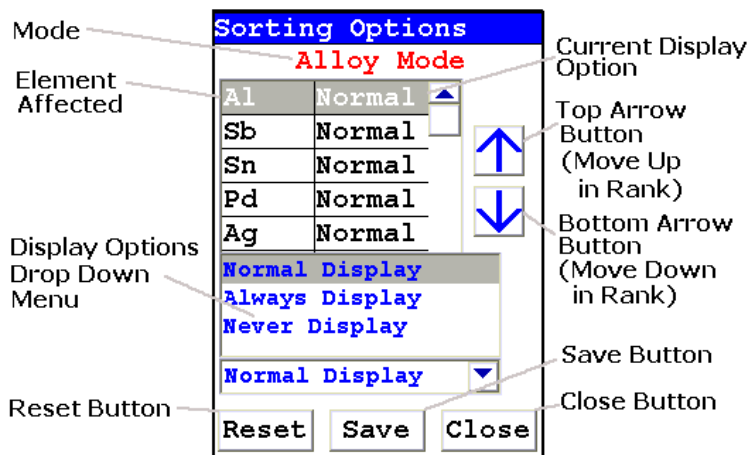 Mode
Element
Affected
Display Options
Drop Down
Menu
Reset Button
Sorting Options
Alloy Mode
Al Normal
Sb Normal
Sn Normal
Pd Normal
Ag Normal
Normal Display
Always Display
Never Display
Normal Display
Reset Save Close
Current Display
Option
Top Arrow
Button
(Move Up
in Rank)
Bottom Arrow
Button
(Move Down
in Rank)
Save Button
Close Button